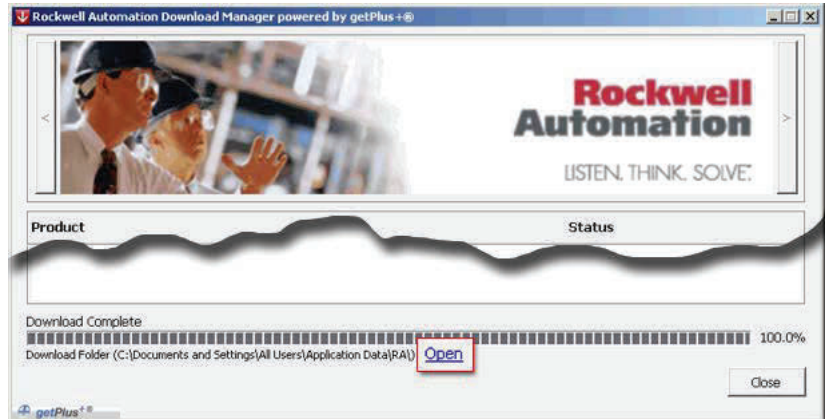 Rockwell Automation Download Manager powered by getPlus+®
<
Rockwell
Automation
LISTEN. THINK. SOLVE.®
>
Product Status
Download Complete
100.0%
Download Folder (C:\Documents and Settings\All Users\Application Data\RA\) Open
Close
getPlus+®